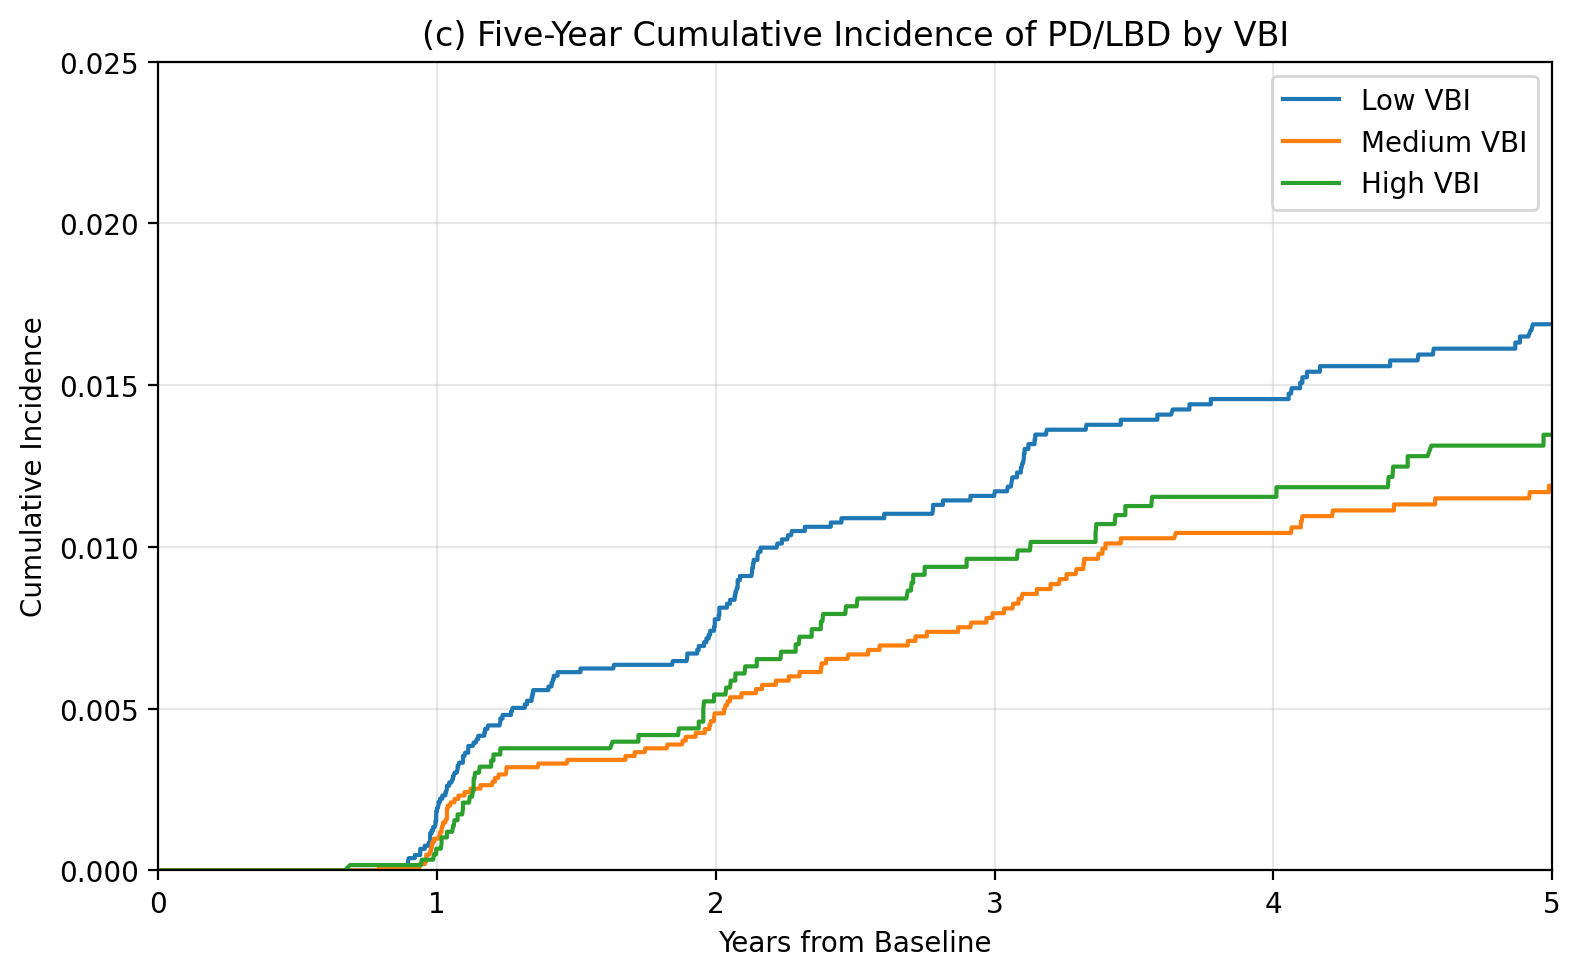 (c) Five-Year Cumulative Incidence of PD/LBD by VBI
0.025
0.020
0.015
0.010
0.005
0.000
Cumulative Incidence
Low VBI
Medium VBI
High VBI
0 1 2 3 4 5
Years from Baseline